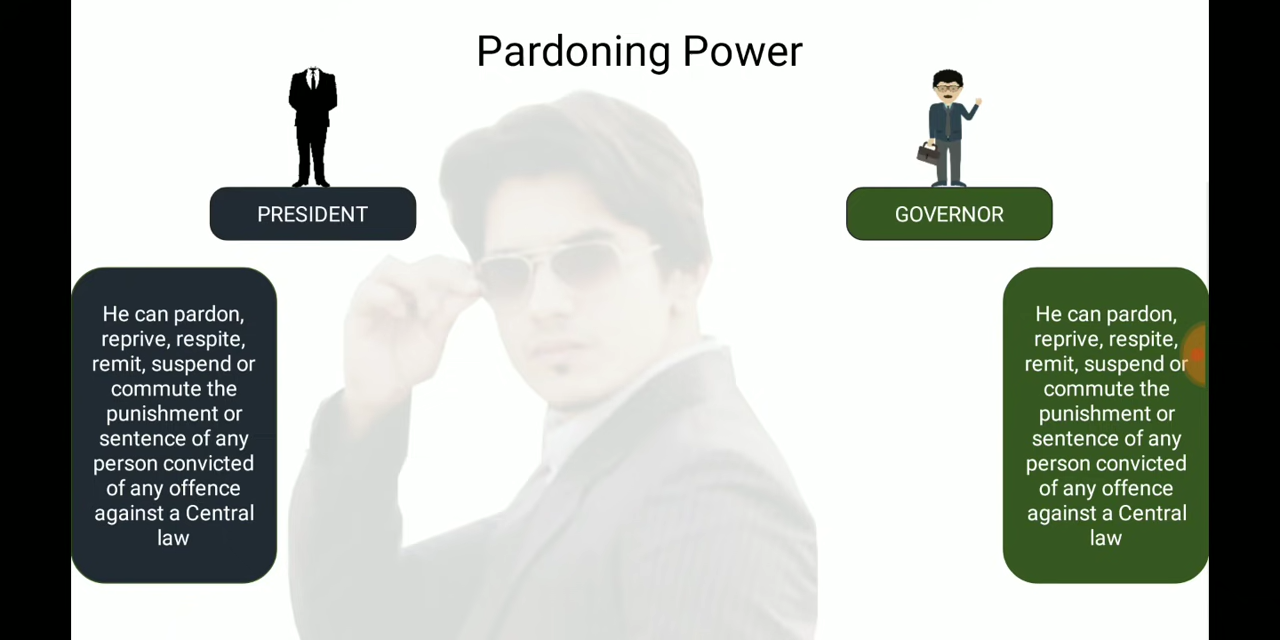 Pardoning Power
PRESIDENT
GOVERNOR
He can pardon,
reprive, respite,
remit, suspend or
commute the
punishment or
sentence of any
person convicted
of any offence
against a Central
law
He can pardon,
reprive, respite,
remit, suspend or
commute the
punishment or
sentence of any
person convicted
of any offence
against a Central
law